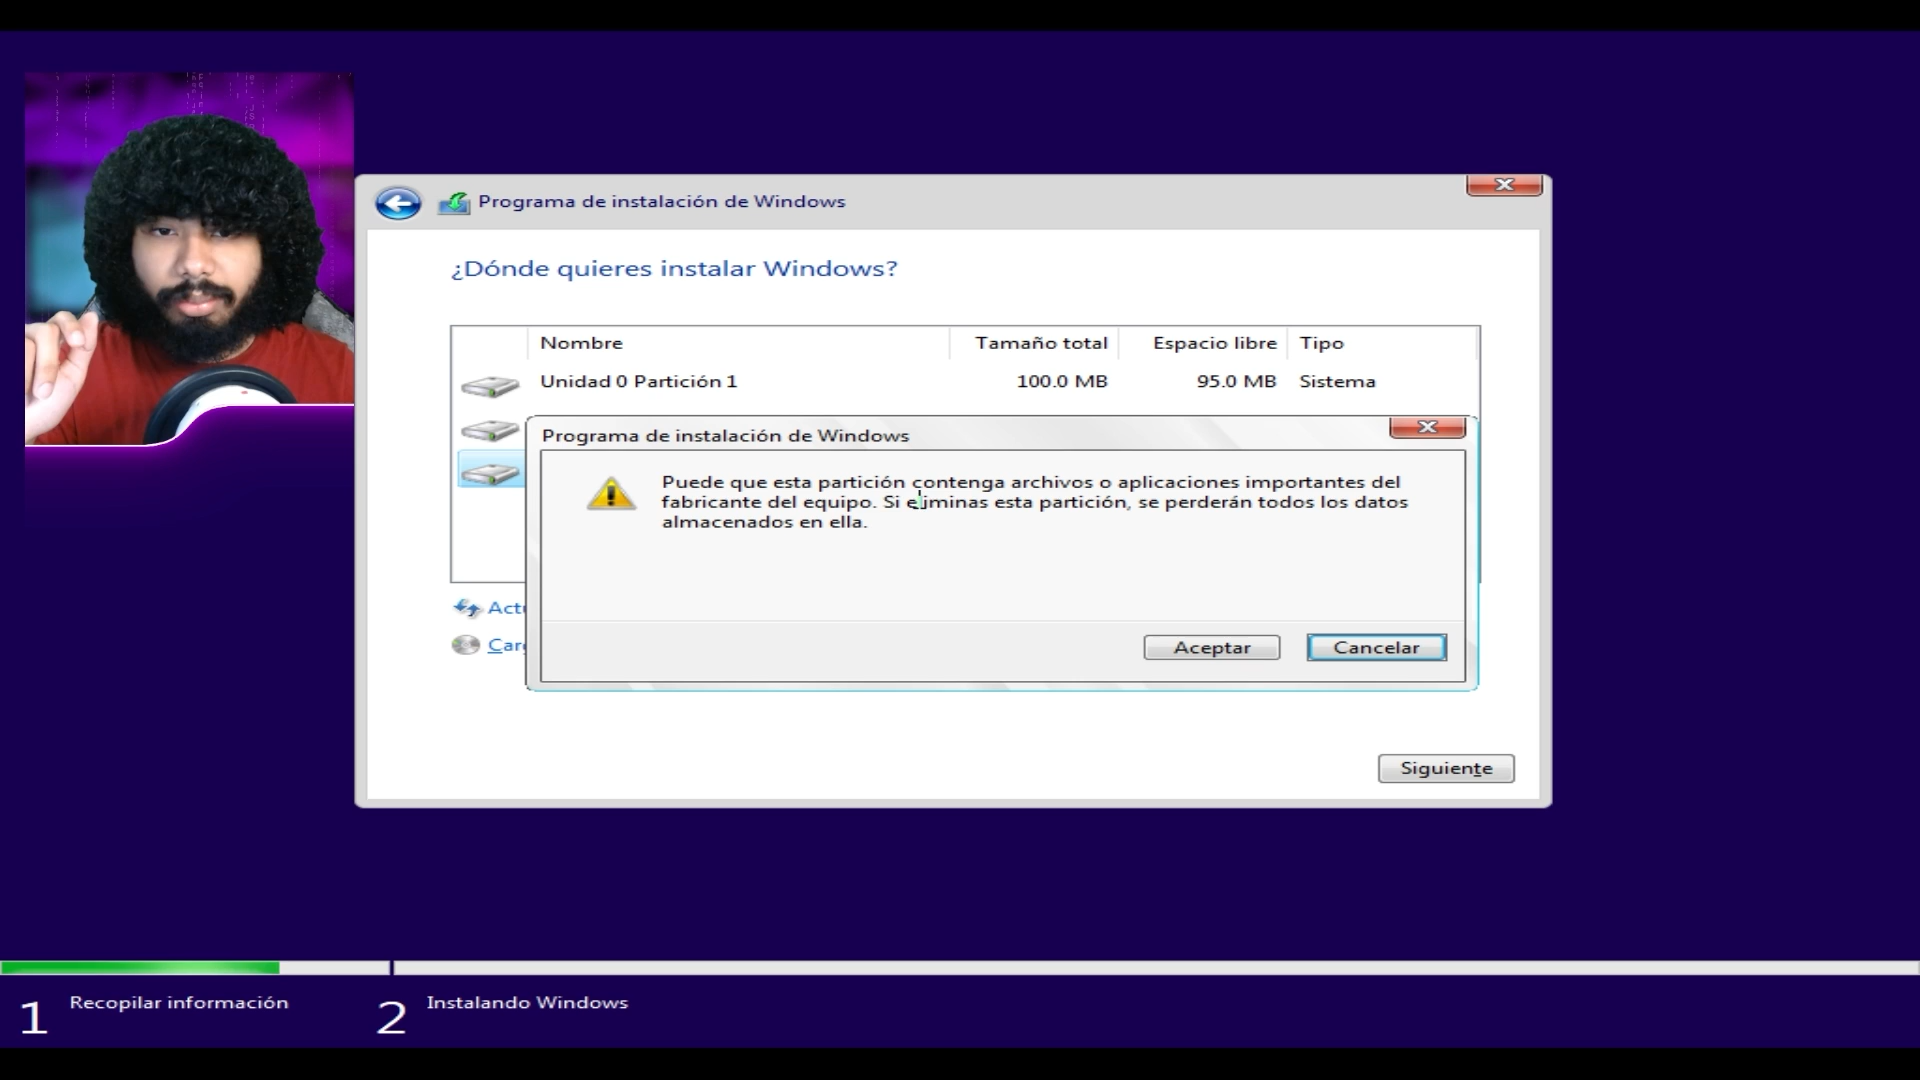 Programa de instalación de Windows
¿Dónde quieres instalar Windows?
Nombre Tamaño total Espacio libre Tipo
Unidad 0 Partición 1 100.0 MB 95.0 MB Sistema
Programa de instalación de Windows
Puede que esta partición contenga archivos o aplicaciones importantes del
fabricante del equipo. Si eliminas esta partición, se perderán todos los datos
almacenados en ella.
Aceptar Cancelar
Siguiente
1 Recopilar información 2 Instalando Windows